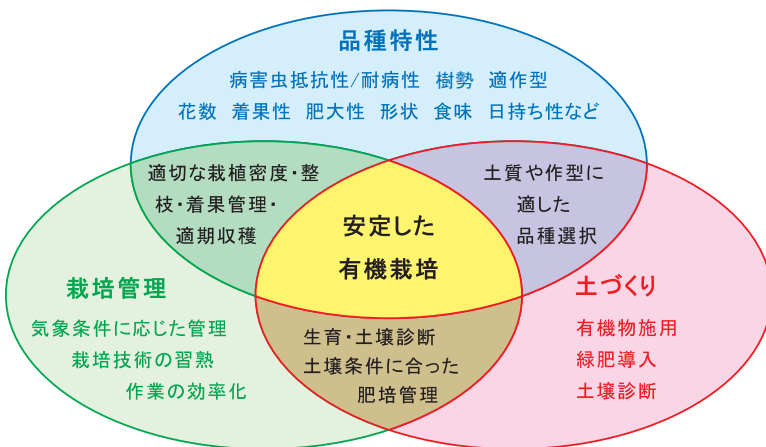 品種特性
病害虫抵抗性/耐病性 樹勢 適作型
花数 着果性 肥大性 形状 食味 日持ち性など
適切な栽植密度・整
枝・着果管理・
適期収穫
土質や作型に
適した
品種選択
安定した
有機栽培
栽培管理
気象条件に応じた管理
栽培技術の習熟
作業の効率化
生育・土壌診断
土壌条件に合った
肥培管理
土づくり
有機物施用
緑肥導入
土壌診断